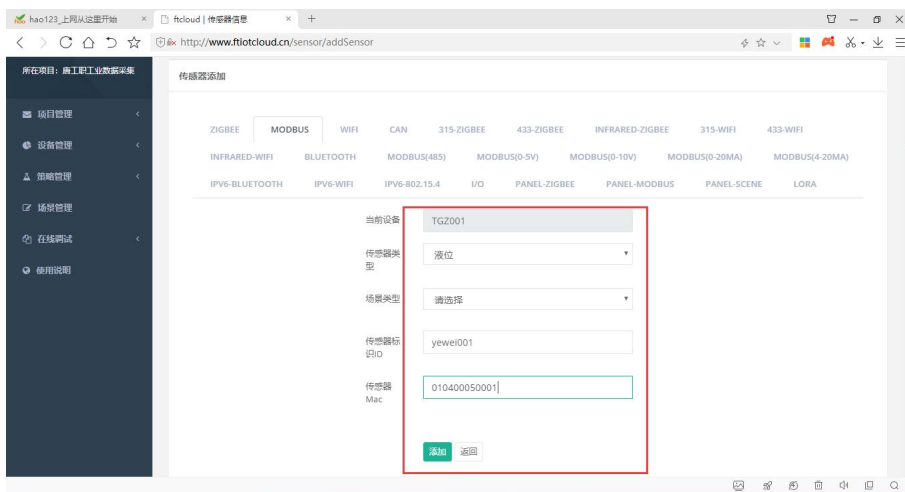 hao123_上网从这里开始
ftcloud | 传感器信息
http://www.ftiotcloud.cn/sensor/addSensor
所在项目：唐工职工业数据采集
项目管理
设备管理
策略管理
场景管理
在线调试
使用说明
传感器添加
ZIGBEE MODBUS WIFI CAN 315-ZIGBEE 433-ZIGBEE INFRARED-ZIGBEE 315-WIFI 433-WIFI
INFRARED-WIFI BLUETOOTH MODBUS(485) MODBUS(0-5V) MODBUS(0-10V) MODBUS(0-20MA) MODBUS(4-20MA)
IPV6-BLUETOOTH IPV6-WIFI IPV6-802.15.4 I/O PANEL-ZIGBEE PANEL-MODBUS PANEL-SCENE LORA
当前设备 TGZ001
传感器类
型
液位
场景类型 请选择
传感器标
识ID
yewei001
传感器
Mac
010400050001
添加 返回